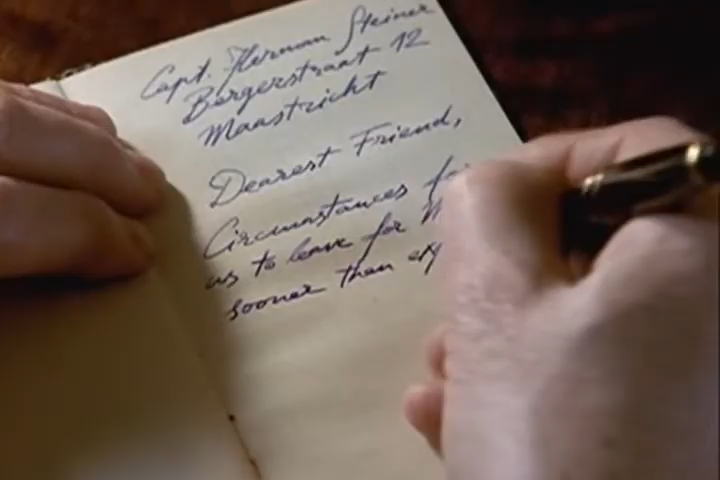 Capt. Herman Steiner
Bergerstraat 12
Maastricht
Dearest Friend,
Circumstances
us to leave for
sooner than